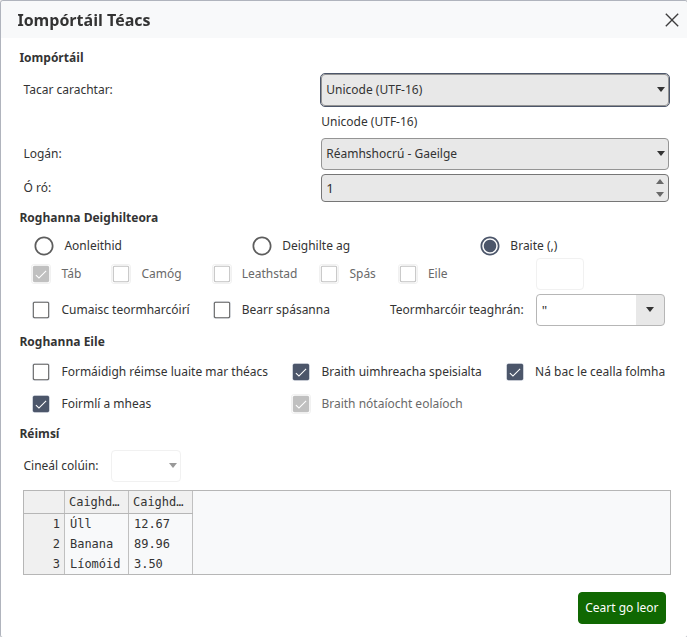 Iompórtáil Téacs
Iompórtáil
Tacar carachtar: Unicode (UTF-16)
Unicode (UTF-16)
Logán: Réamhshocrú - Gaeilge
Ó ró: 1
Roghanna Deighilteora
Aonleithid Deighilte ag Braite (,)
Táb Camóg Leathstad Spás Eile
Cumaisc teormharcóirí Bearr spásanna Teormharcóir teaghrán: "
Roghanna Eile
Formáidigh réimse luaite mar théacs Braith uimhreacha speisialta Ná bac le cealla folmha
Foirmlí a mheas Braith nótaíocht eolaíoch
Réimsí
Cineál colúin:
Caighd… Caighd…
1 Úll 12.67
2 Banana 89.96
3 Líomóid 3.50
Ceart go leor